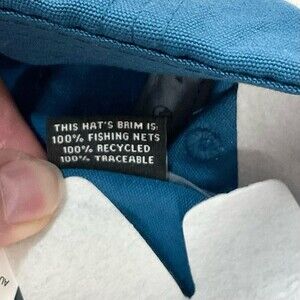 THIS HAT'S BRIM IS:
100% FISHING NETS
100% RECYCLED
100% TRACEABLE